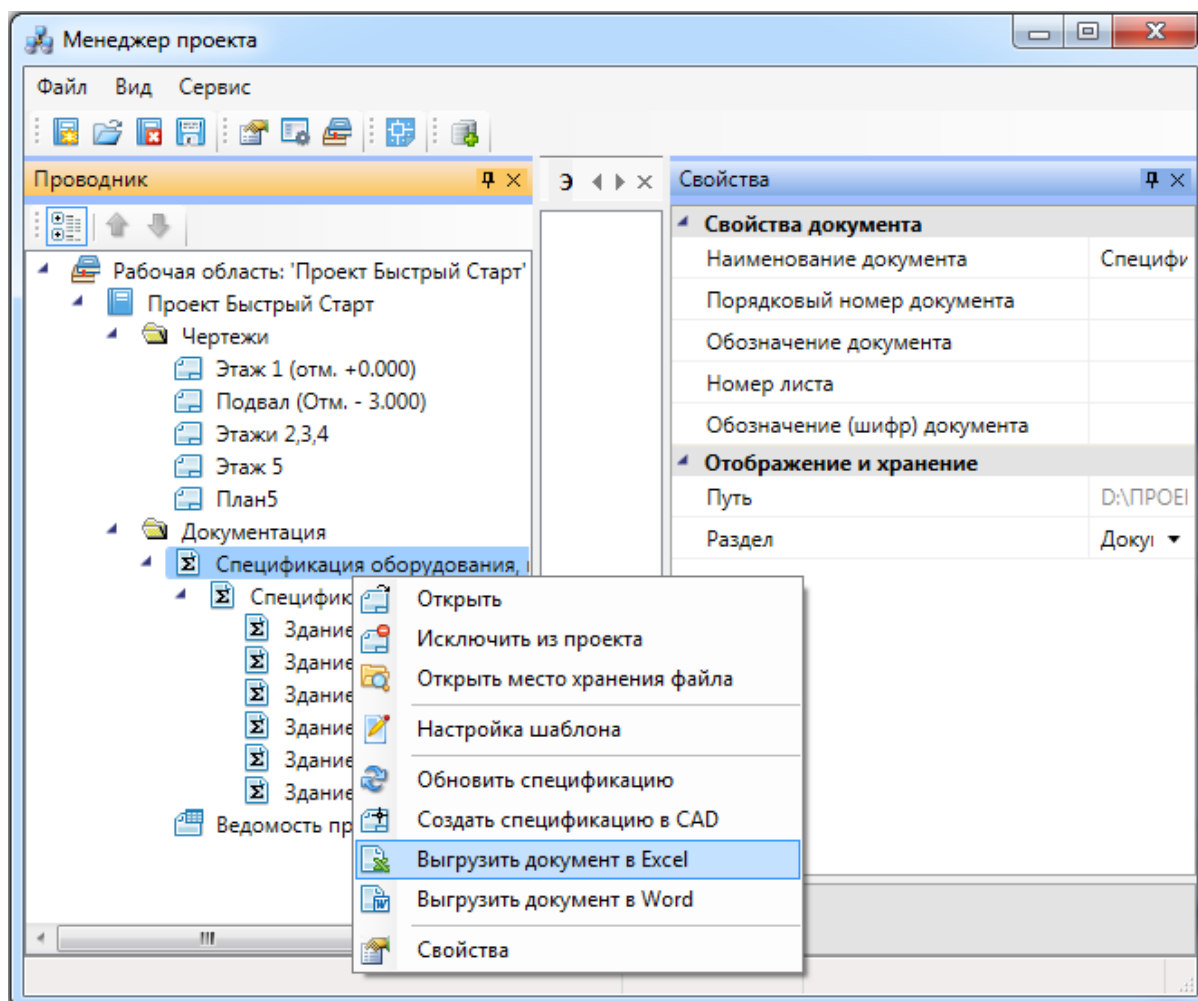 Менеджер проекта
Файл Вид Сервис
Проводник
Э
Свойства
Рабочая область: 'Проект Быстрый Старт'
Проект Быстрый Старт
Чертежи
Этаж 1 (отм. +0.000)
Подвал (Отм. - 3.000)
Этажи 2,3,4
Этаж 5
План5
Документация
Спецификация оборудования,
Специфик
Здание
Здание
Здание
Здание
Здание
Здание
Ведомость пр
Открыть
Исключить из проекта
Открыть место хранения файла
Настройка шаблона
Обновить спецификацию
Создать спецификацию в CAD
Выгрузить документ в Excel
Выгрузить документ в Word
Свойства
Свойства документа
Наименование документа Специфи
Порядковый номер документа
Обозначение документа
Номер листа
Обозначение (шифр) документа
Отображение и хранение
Путь D:\ПРОЕ
Раздел Доку